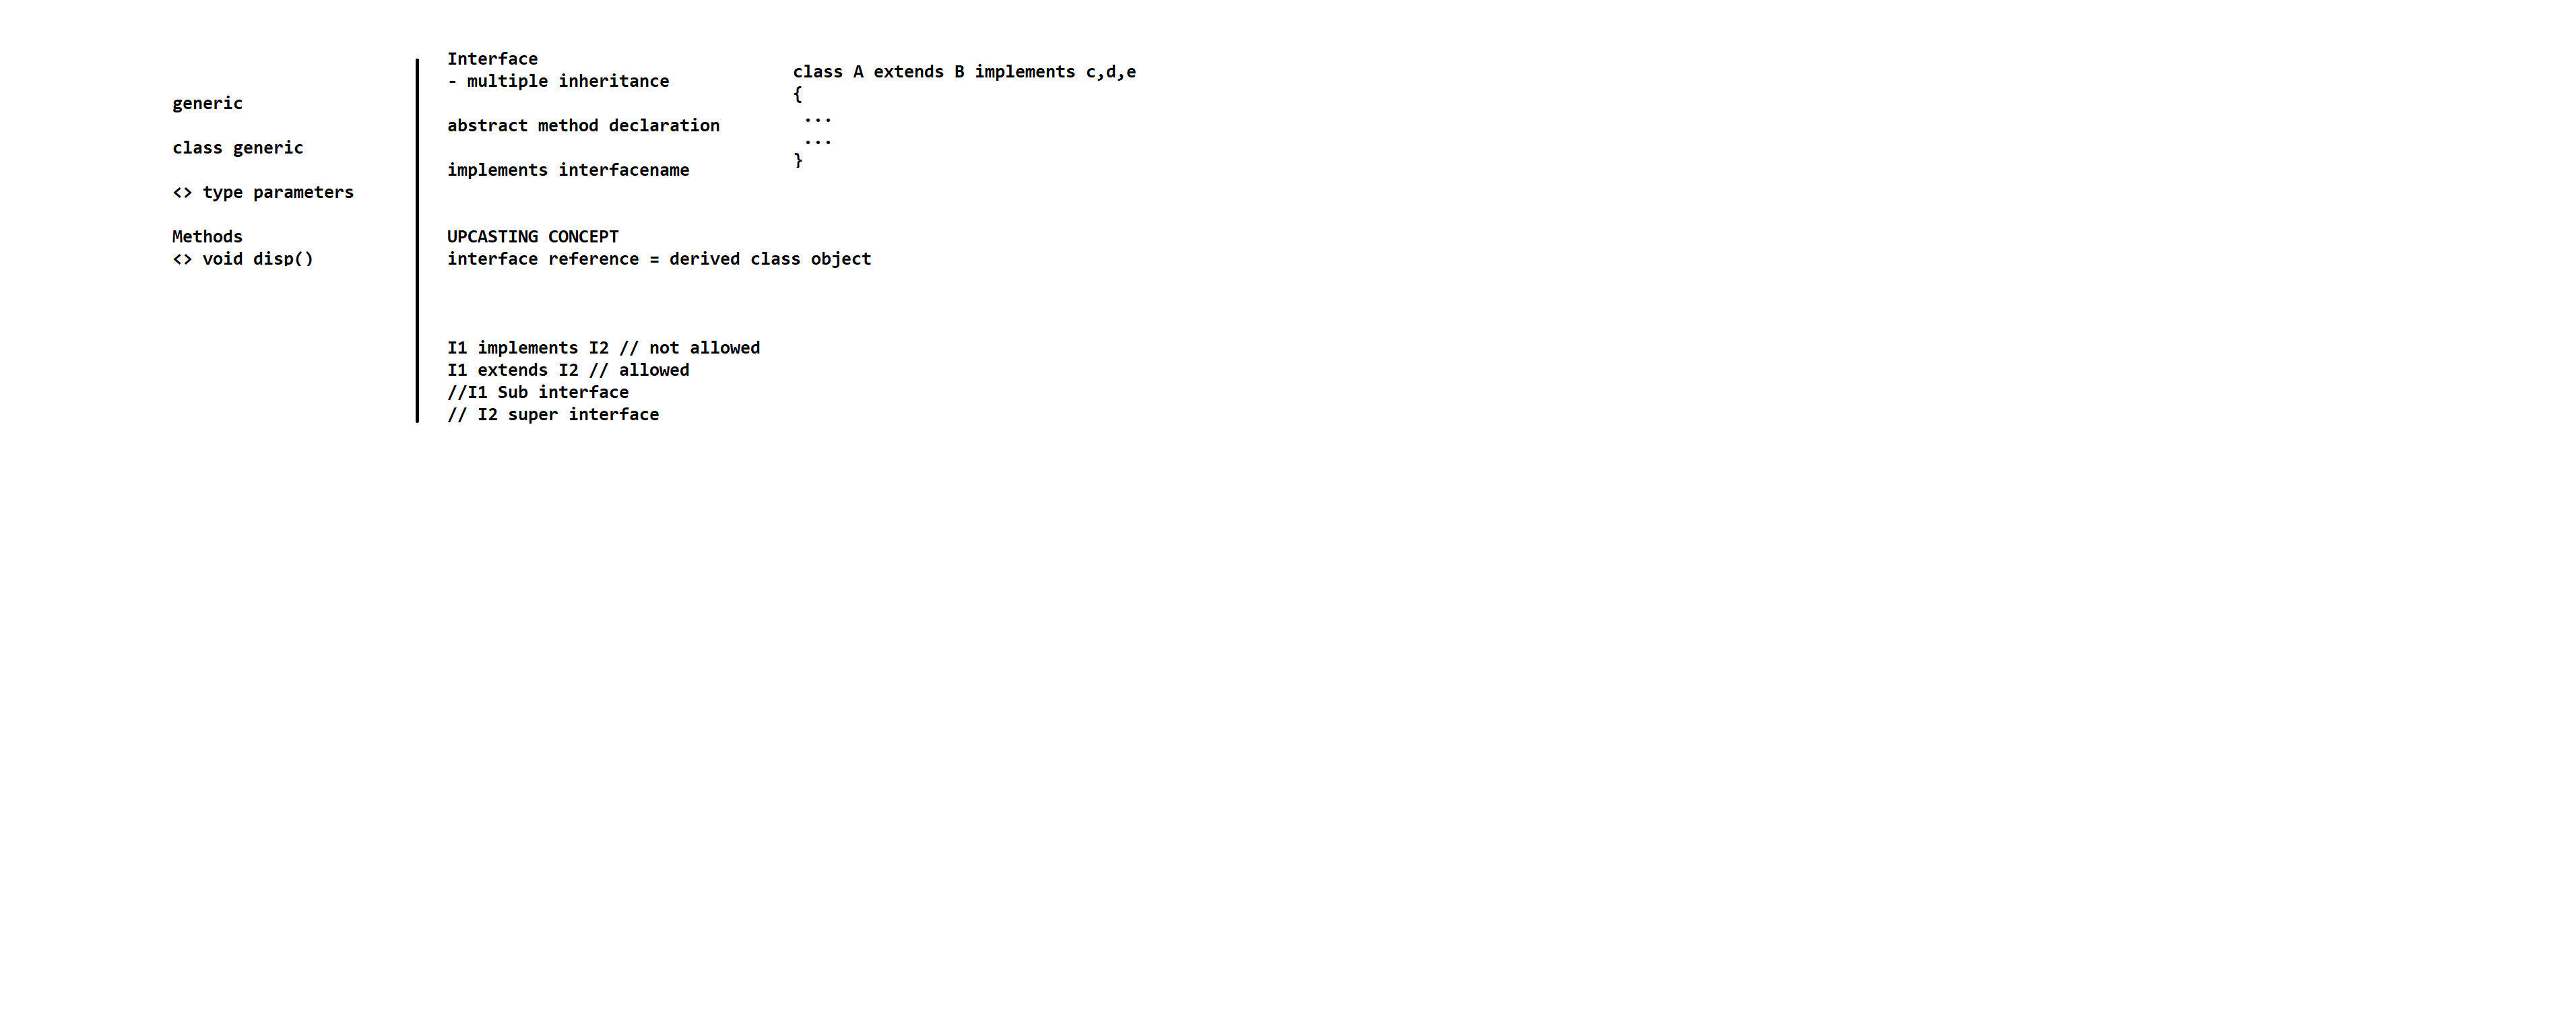 generic
class generic
<> type parameters
Methods
<> void disp()
Interface
- multiple inheritance
abstract method declaration
implements interfacename
class A extends B implements c,d,e
{
...
...
}
UPCASTING CONCEPT
interface reference = derived class object
I1 implements I2 // not allowed
I1 extends I2 // allowed
//I1 Sub interface
// I2 super interface